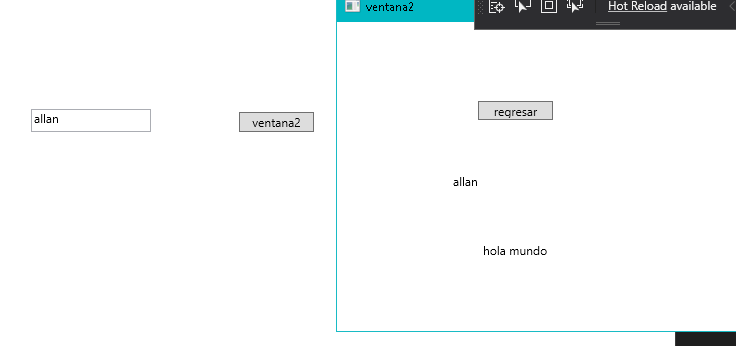 ventana2
Hot Reload available
allan
ventana2
regresar
allan
hola mundo